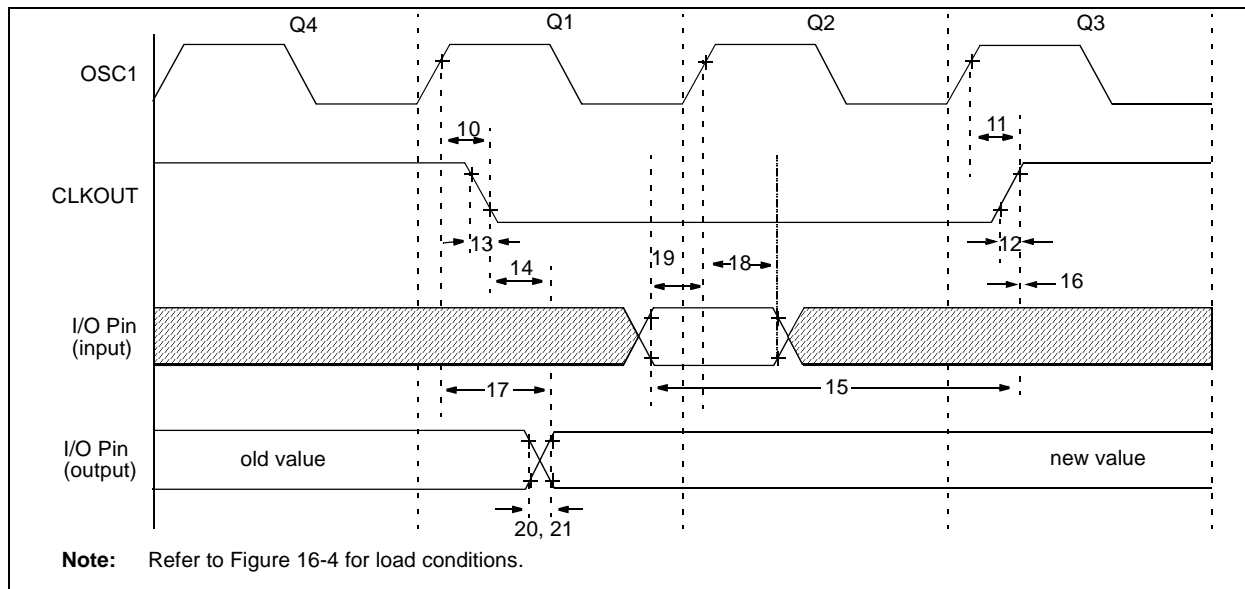 Q4 Q1 Q2 Q3
OSC1
10 11
CLKOUT
13 12
14 19 18
16
I/O Pin
(input)
17 15
I/O Pin
(output)
old value new value
20, 21
Note: Refer to Figure 16-4 for load conditions.